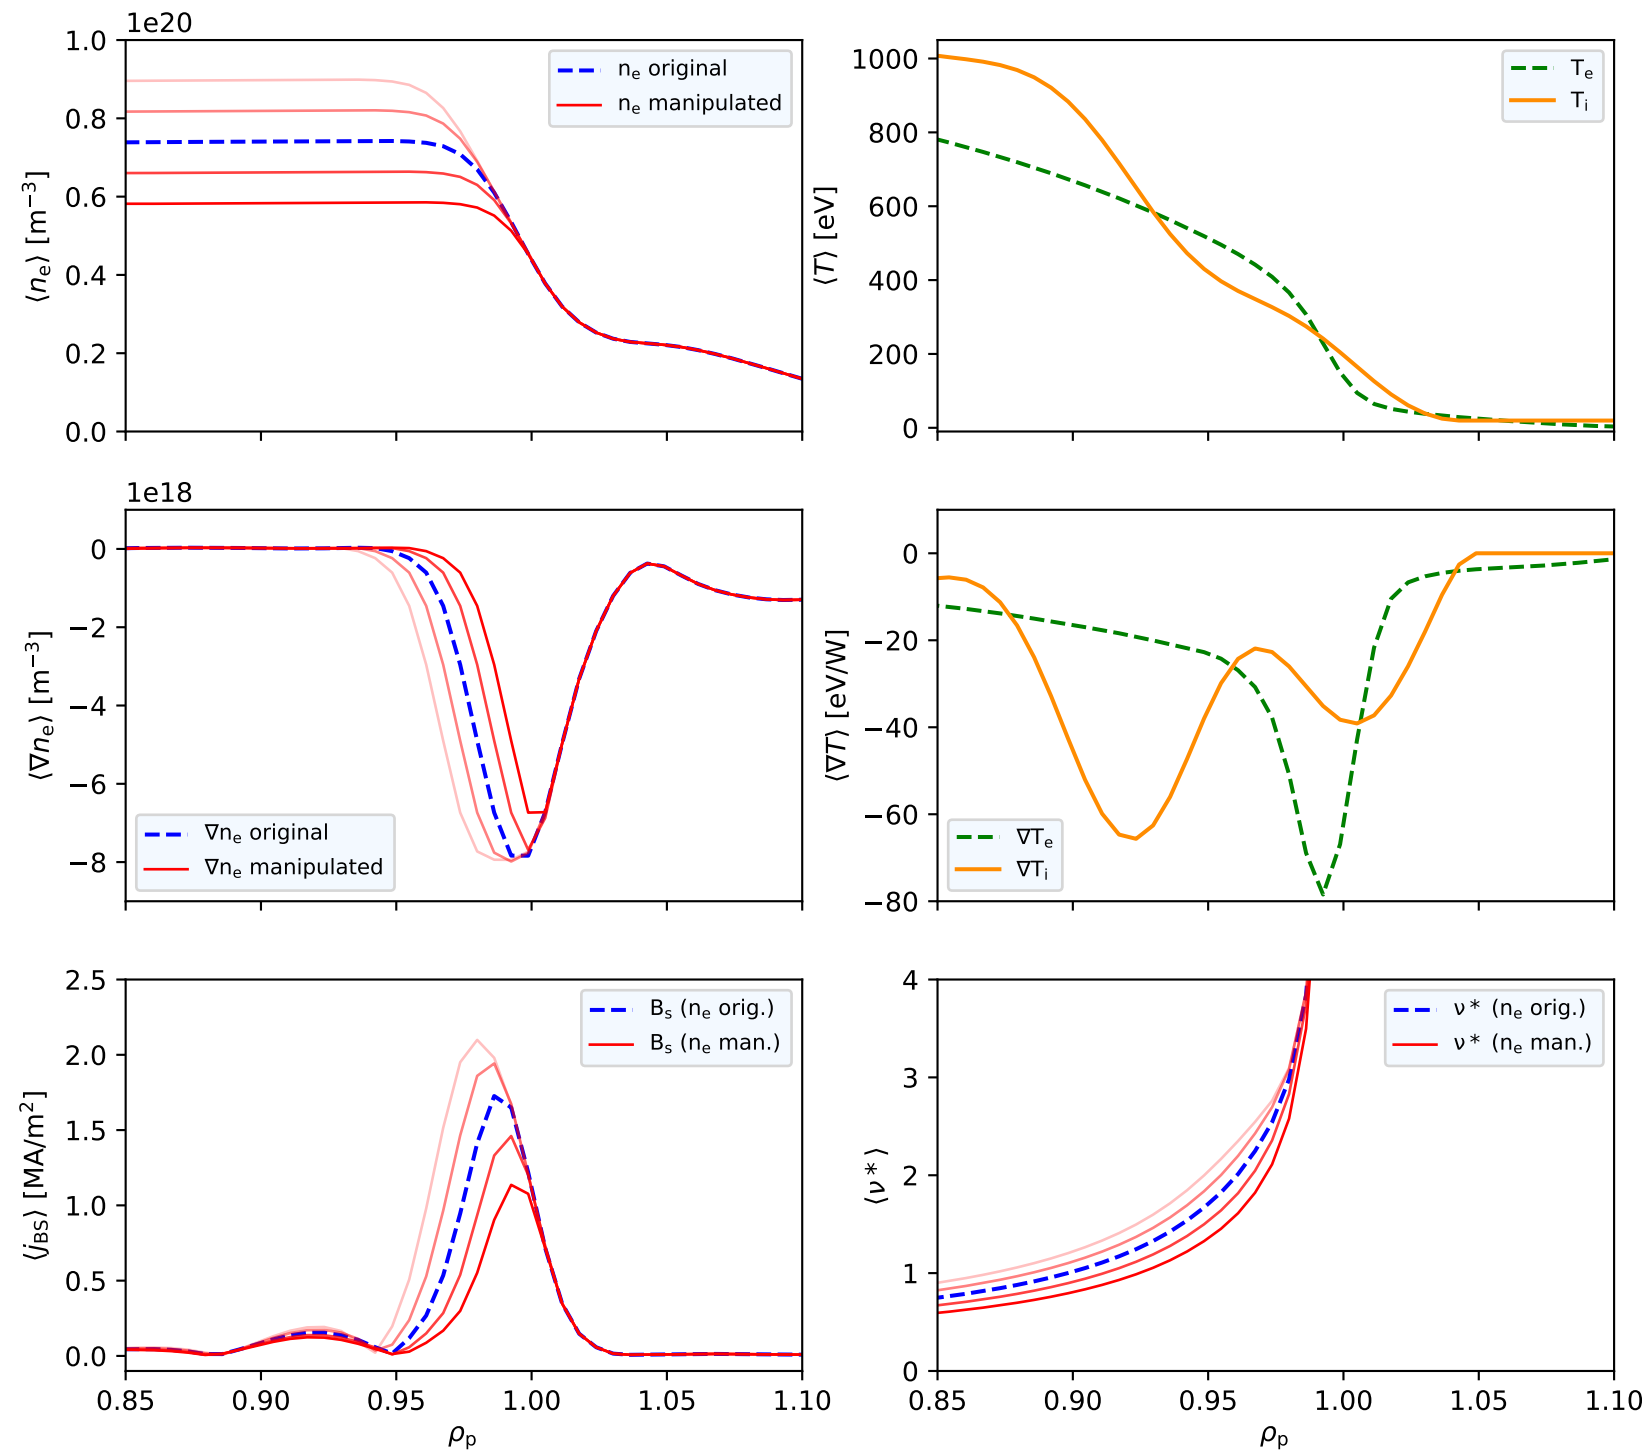 1e20
1.0
0.8
0.6
0.4
0.2
0.0
⟨nₑ⟩ [m⁻³]
nₑ original
nₑ manipulated
1000
800
600
400
200
0
⟨T⟩ [eV]
Tₑ
Tᵢ
1e18
0
−2
−4
−6
−8
⟨∇nₑ⟩ [m⁻³]
∇nₑ original
∇nₑ manipulated
0
−20
−40
−60
−80
⟨∇T⟩ [eV/W]
∇Tₑ
∇Tᵢ
2.5
2.0
1.5
1.0
0.5
0.0
⟨j_BS⟩ [MA/m²]
Bₛ (nₑ orig.)
Bₛ (nₑ man.)
0.85 0.90 0.95 1.00 1.05 1.10
ρₚ
4
3
2
1
0
⟨ν*⟩
ν* (nₑ orig.)
ν* (nₑ man.)
0.85 0.90 0.95 1.00 1.05 1.10
ρₚ